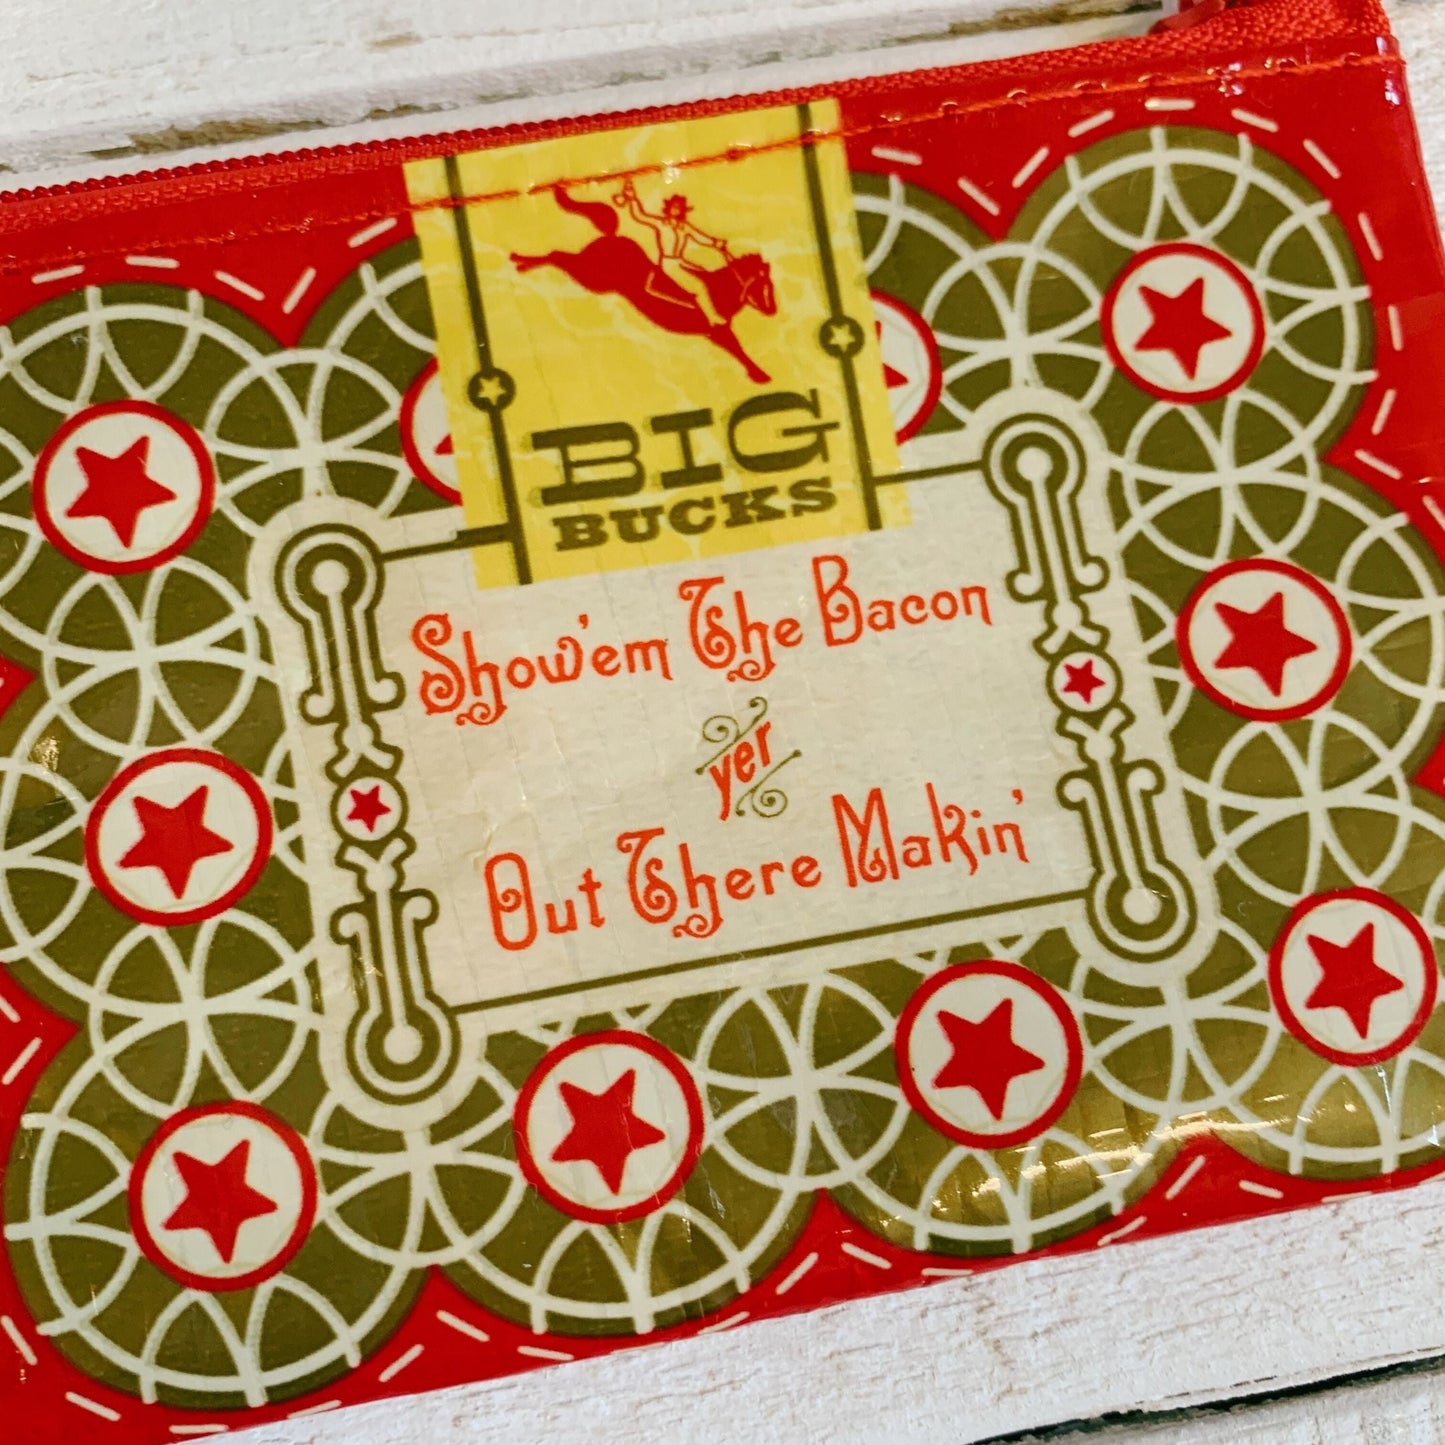 BIG
BUCKS
Show'em The Bacon
yer
Out There Makin'